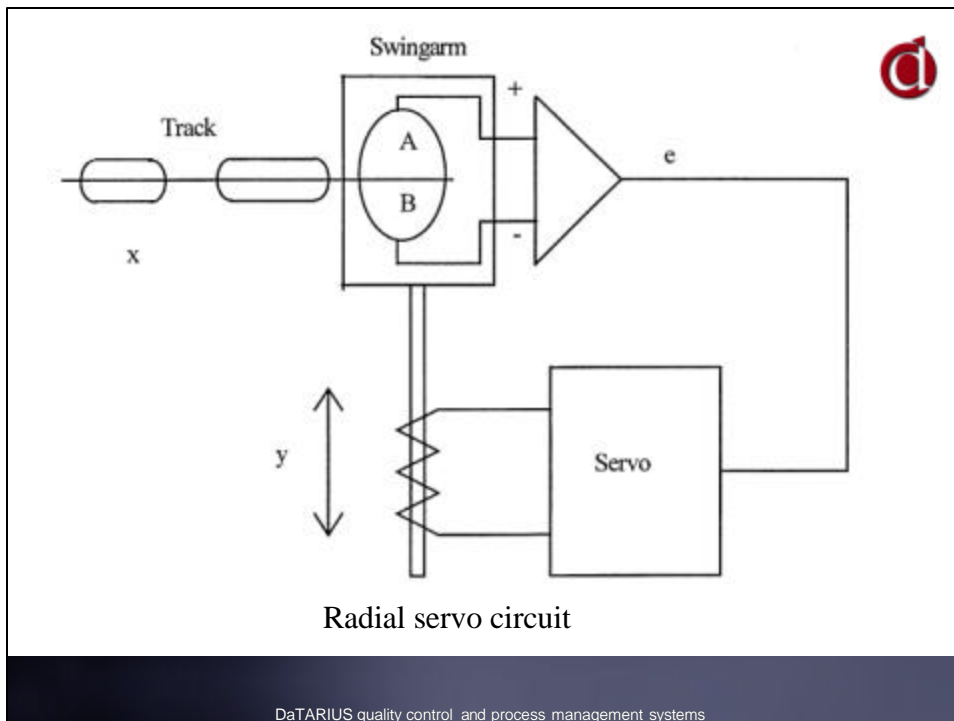 Swingarm
d
+
Track
A
e
B
x
-
y
Servo
Radial servo circuit
DaTARIUS quality control and process management systems